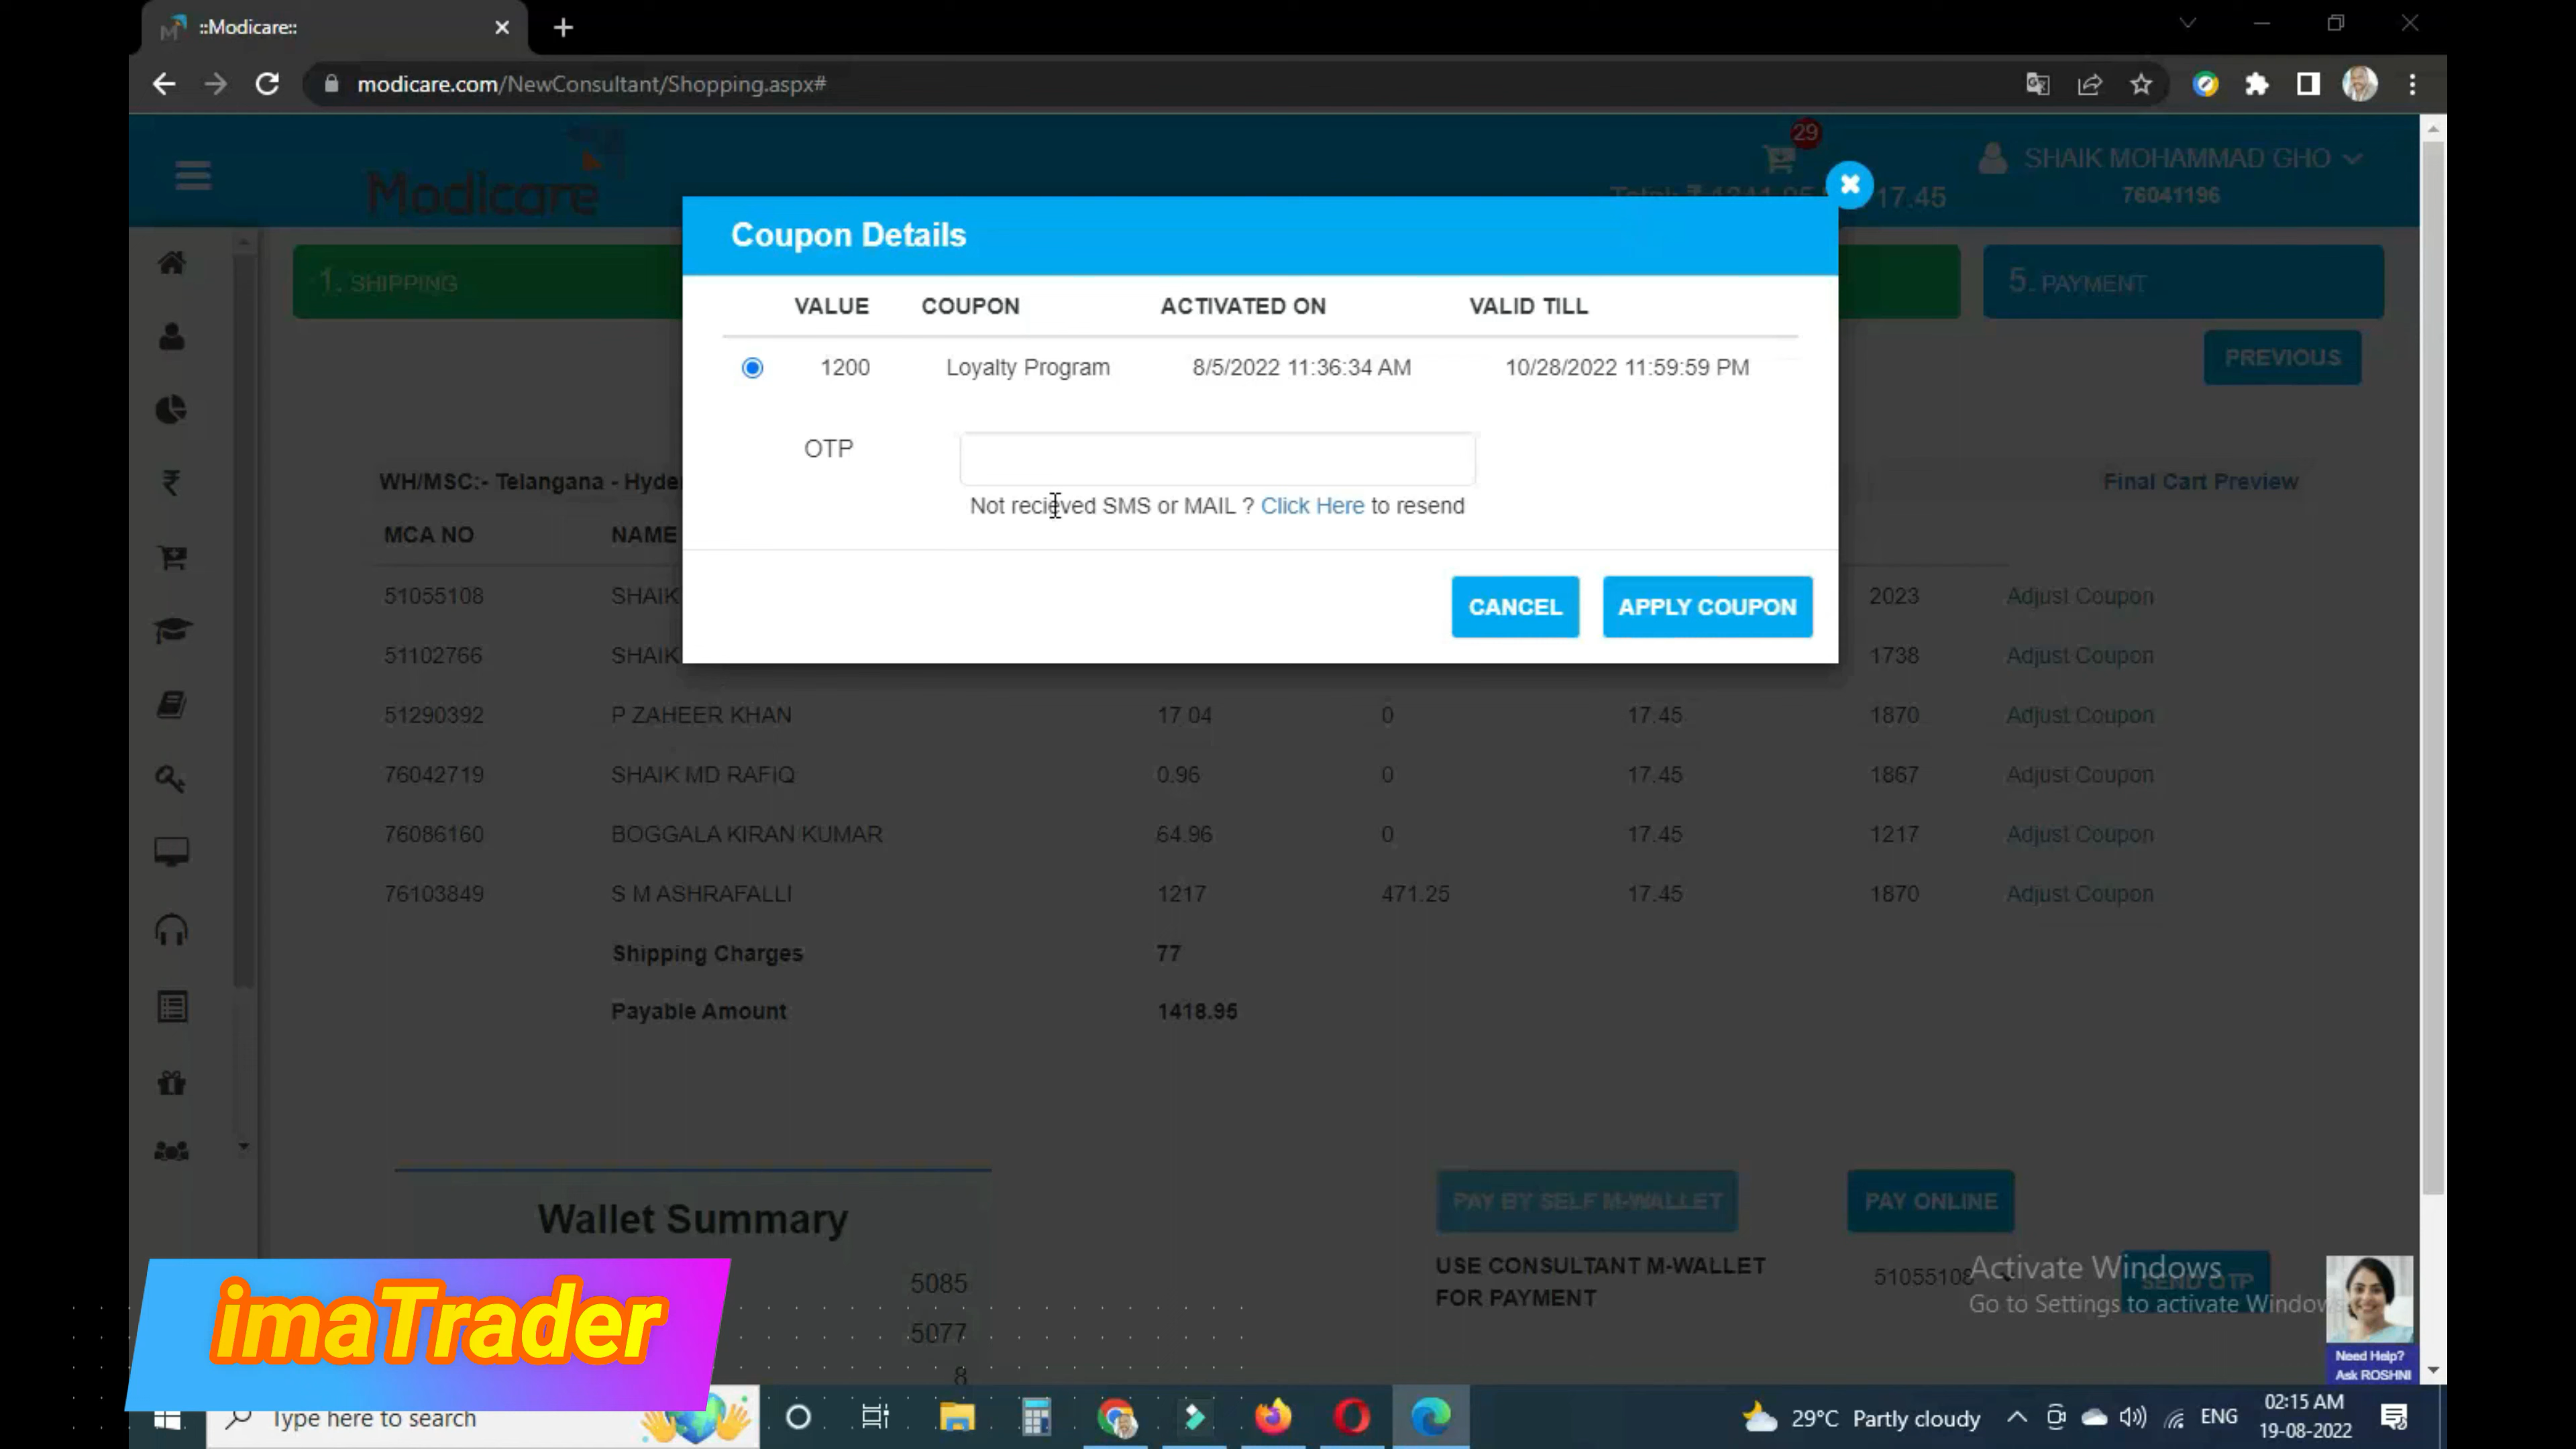 ::Modicare::
modicare.com/NewConsultant/Shopping.aspx#
Modicare
29
SHAIK MOHAMMAD GHO
17.45
76041196
Coupon Details
1. SHIPPING
5. PAYMENT
VALUE COUPON ACTIVATED ON VALID TILL
PREVIOUS
1200 Loyalty Program 8/5/2022 11:36:34 AM 10/28/2022 11:59:59 PM
OTP
WH/MSC:- Telangana - Hyde
Final Cart Preview
Not recieved SMS or MAIL ? Click Here to resend
MCA NO NAME
51055108 SHAIK 2023 Adjust Coupon
CANCEL APPLY COUPON
51102766 SHAIK 1738 Adjust Coupon
51290392 P ZAHEER KHAN 17 04 0 17.45 1870 Adjust Coupon
76042719 SHAIK MD RAFIQ 0.96 0 17.45 1867 Adjust Coupon
76086160 BOGGALA KIRAN KUMAR 64.96 0 17.45 1217 Adjust Coupon
76103849 S M ASHRAFALLI 1217 471.25 17.45 1870 Adjust Coupon
Shipping Charges 77
Payable Amount 1418.95
Wallet Summary
PAY BY SELF M-WALLET PAY ONLINE
5085
USE CONSULTANT M-WALLET
FOR PAYMENT
51055108
SEND OTP
Activate Windows
Go to Settings to activate Windows
5077
8
Need Help?
Ask ROSHNI
imaTrader
Type here to search
29°C Partly cloudy
ENG
02:15 AM
19-08-2022